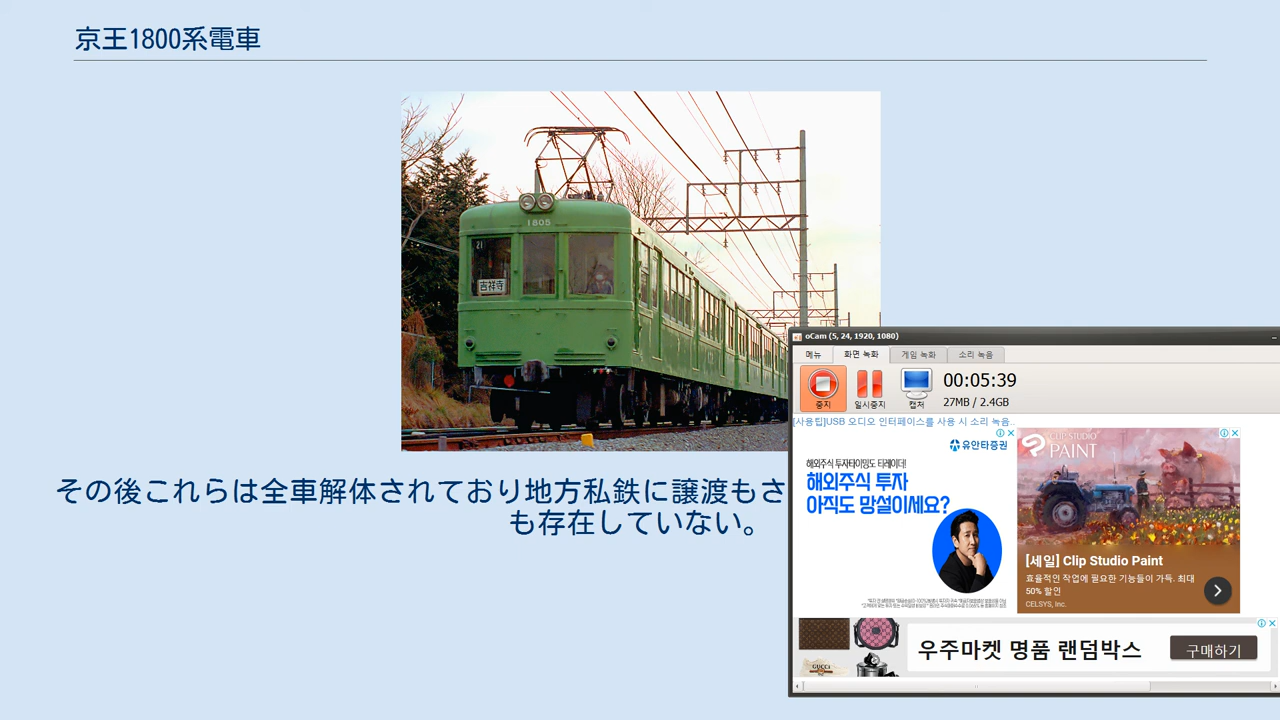 京王1800系電車
1805
21
吉祥寺
その後これらは全車解体されており地方私鉄に譲渡もさ
も存在していない。
oCam (5, 24, 1920, 1080)
메뉴
화면 녹화
게임 녹화
소리 녹음
중지
일시중지
캡처
00:05:39
27MB / 2.4GB
[사용팁]USB 오디오 인터페이스를 사용 시 소리 녹음..
유안타증권
해외주식 투자타이밍도 티레이더!
해외주식 투자
아직도 망설이세요?
CLIP STUDIO
PAINT
[세일] Clip Studio Paint
효율적인 작업에 필요한 기능들이 가득. 최대
50% 할인
CELSYS, Inc.
GUCCI
우주마켓 명품 랜덤박스
구매하기